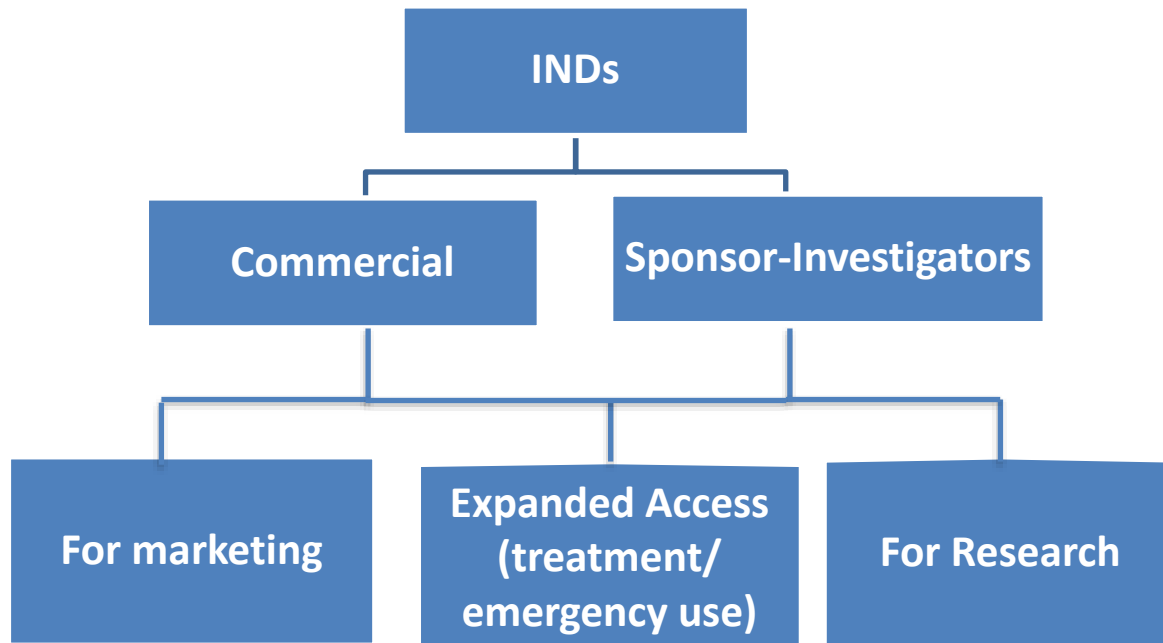 INDs
Commercial
Sponsor-Investigators
For marketing
Expanded Access
(treatment/
emergency use)
For Research